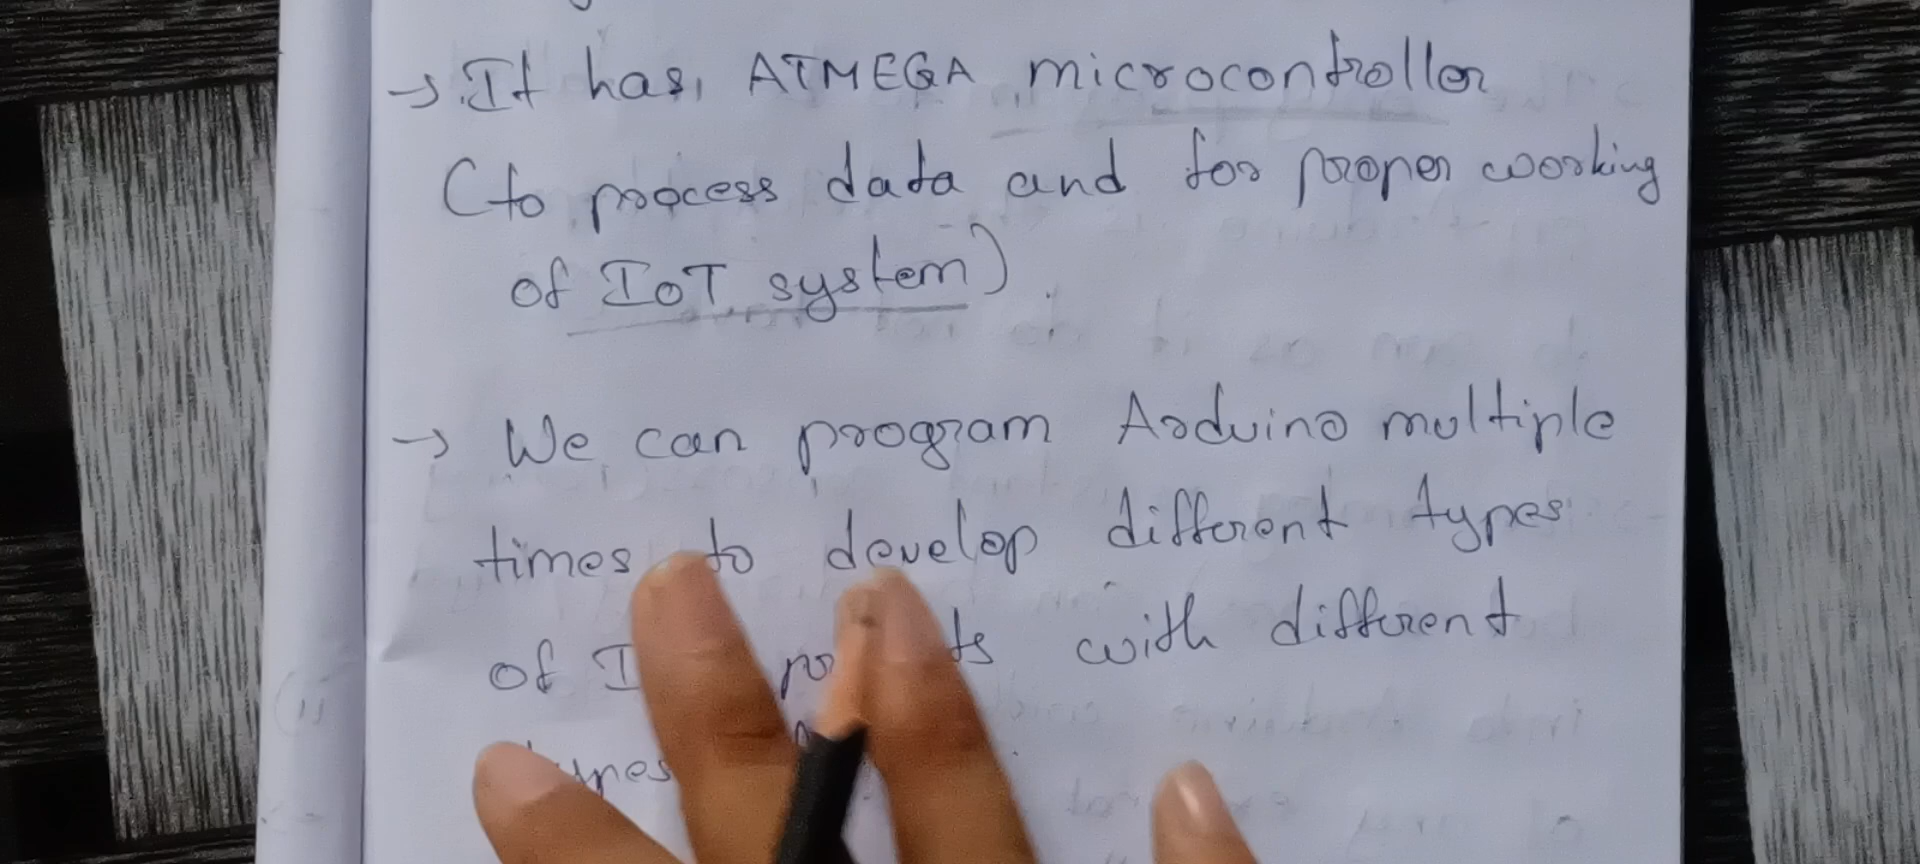 → It has, ATMEGA microcontroller
(to process data and for proper working
of IoT system)
→ We can program Arduino multiple
times to develop different types
of with different